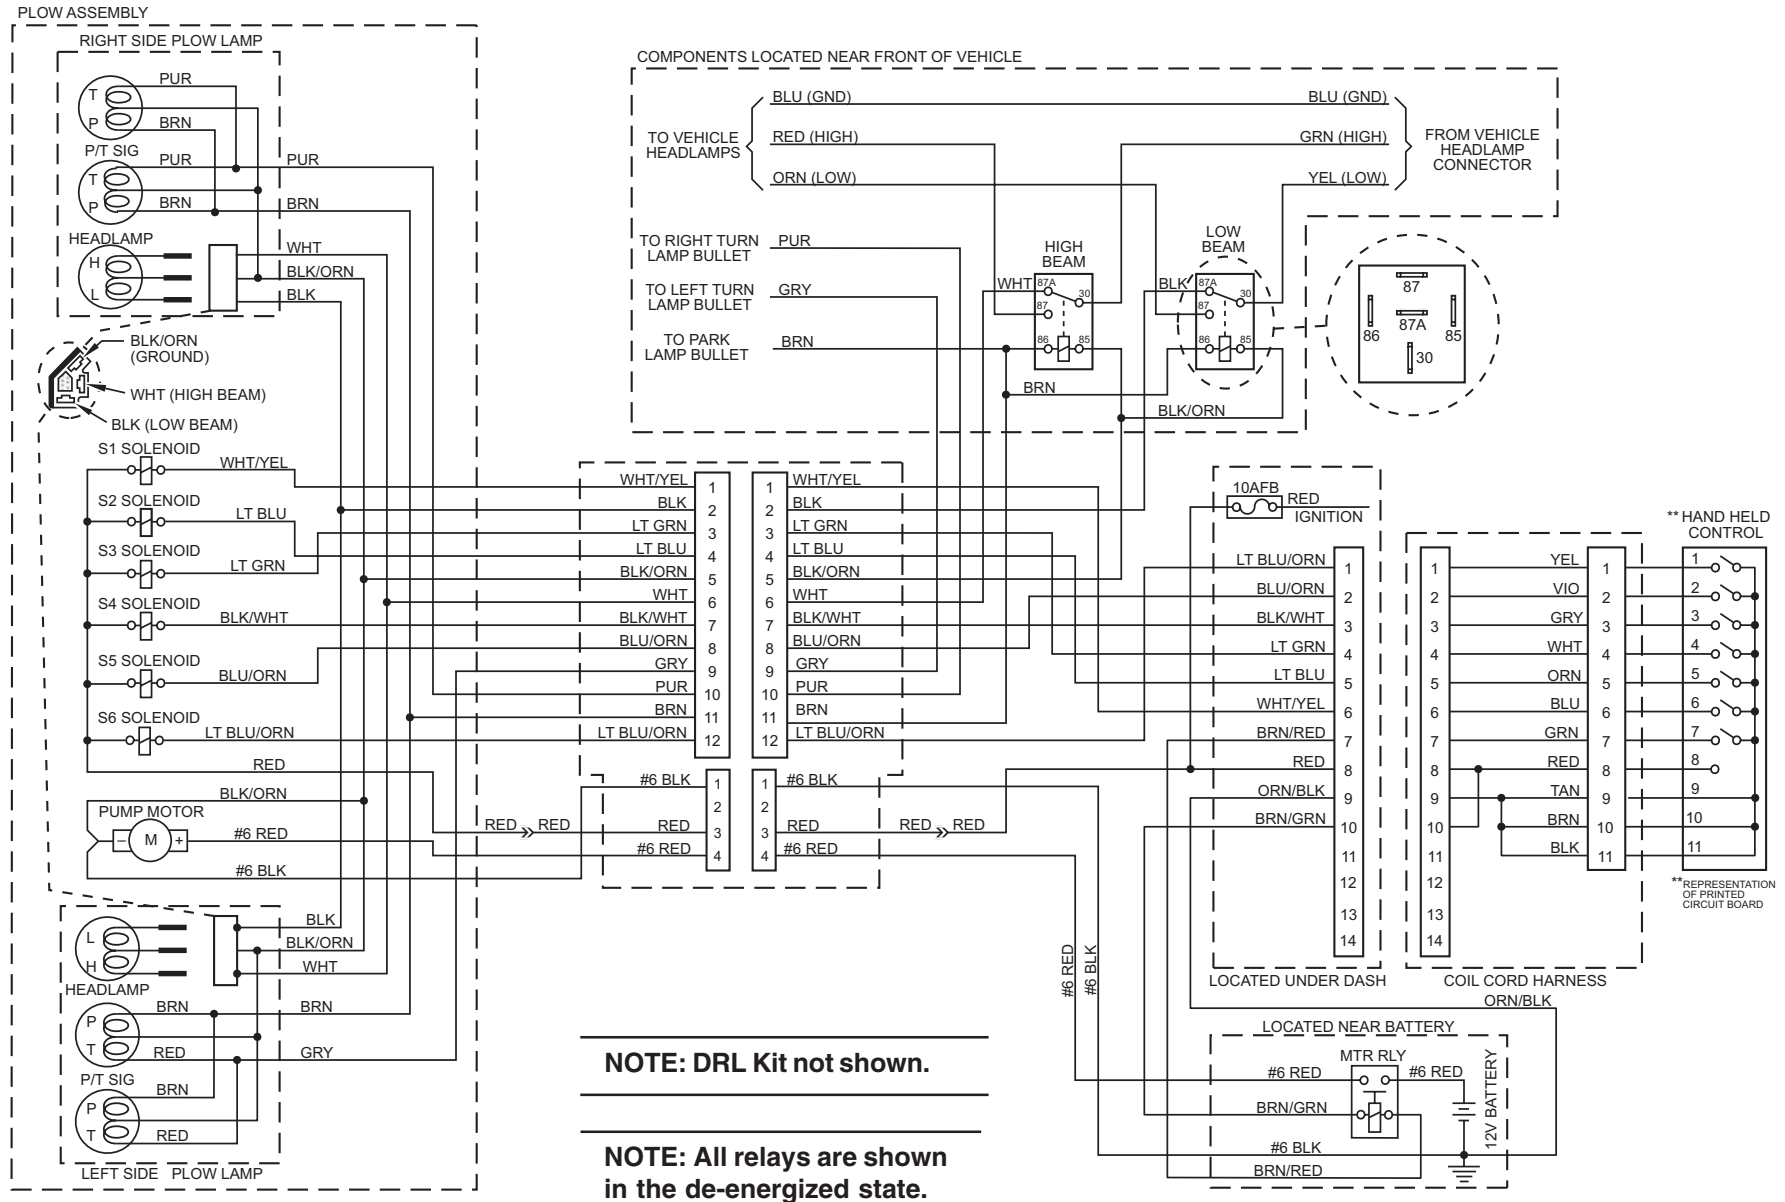 PLOW ASSEMBLY
RIGHT SIDE PLOW LAMP
T
P
PUR
BRN
P/T SIG
T
P
PUR
PUR
BRN
BRN
HEADLAMP
H
L
WHT
BLK/ORN
BLK
BLK/ORN
(GROUND)
WHT (HIGH BEAM)
BLK (LOW BEAM)
S1 SOLENOID
WHT/YEL
S2 SOLENOID
LT BLU
S3 SOLENOID
LT GRN
S4 SOLENOID
BLK/WHT
S5 SOLENOID
BLU/ORN
S6 SOLENOID
LT BLU/ORN
RED
BLK/ORN
PUMP MOTOR
– M +
#6 RED
#6 BLK
BLK
BLK/ORN
WHT
L
H
HEADLAMP
BRN
BRN
P
T
RED
GRY
P/T SIG
BRN
P
T
RED
LEFT SIDE PLOW LAMP
COMPONENTS LOCATED NEAR FRONT OF VEHICLE
BLU (GND)
BLU (GND)
TO VEHICLE
HEADLAMPS
RED (HIGH)
GRN (HIGH)
FROM VEHICLE
HEADLAMP
CONNECTOR
ORN (LOW)
YEL (LOW)
TO RIGHT TURN
LAMP BULLET
PUR
TO LEFT TURN
LAMP BULLET
GRY
TO PARK
LAMP BULLET
BRN
HIGH
BEAM
WHT
87A
30
87
86
85
LOW
BEAM
BLK
87A
30
87
86
85
BRN
BLK/ORN
87
86
87A
85
30
WHT/YEL 1
BLK 2
LT GRN 3
LT BLU 4
BLK/ORN 5
WHT 6
BLK/WHT 7
BLU/ORN 8
GRY 9
PUR 10
BRN 11
LT BLU/ORN 12
1 WHT/YEL
2 BLK
3 LT GRN
4 LT BLU
5 BLK/ORN
6 WHT
7 BLK/WHT
8 BLU/ORN
9 GRY
10 PUR
11 BRN
12 LT BLU/ORN
#6 BLK 1
2
RED RED RED 3
#6 RED 4
1 #6 BLK
2
3 RED RED RED
4 #6 RED
10AFB
RED
IGNITION
LT BLU/ORN 1
BLU/ORN 2
BLK/WHT 3
LT GRN 4
LT BLU 5
WHT/YEL 6
BRN/RED 7
RED 8
ORN/BLK 9
BRN/GRN 10
11
12
13
14
LOCATED UNDER DASH
1
2
3
4
5
6
7
8
9
10
11
12
13
14
YEL 1
VIO 2
GRY 3
WHT 4
ORN 5
BLU 6
GRN 7
RED 8
TAN 9
BRN 10
BLK 11
COIL CORD HARNESS
** HAND HELD
CONTROL
1
2
3
4
5
6
7
8
9
10
11
**REPRESENTATION
OF PRINTED
CIRCUIT BOARD
#6 RED
#6 BLK
ORN/BLK
LOCATED NEAR BATTERY
MTR RLY
#6 RED
#6 RED
BRN/GRN
12V BATTERY
#6 BLK
BRN/RED
NOTE: DRL Kit not shown.
NOTE: All relays are shown
in the de-energized state.